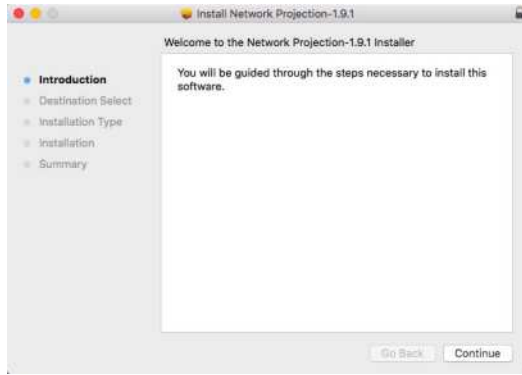 Install Network Projection-1.9.1
Welcome to the Network Projection-1.9.1 Installer
Introduction
Destination Select
Installation Type
Installation
Summary
You will be guided through the steps necessary to install this
software.
Go Back
Continue